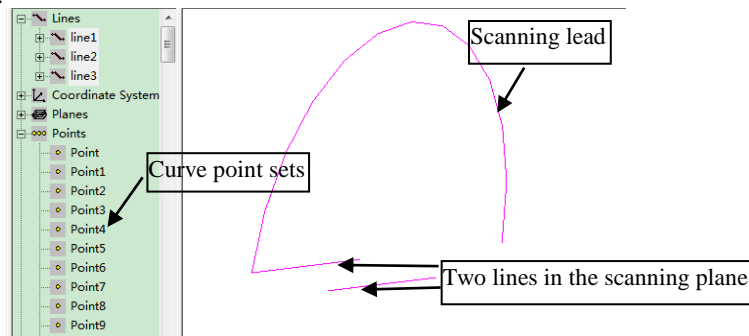 Lines
line1
line2
line3
Coordinate System
Planes
Points
Point
Point1
Point2
Point3
Point4
Point5
Point6
Point7
Point8
Point9
Scanning lead
Curve point sets
Two lines in the scanning plane